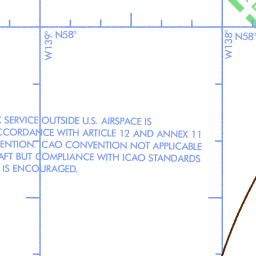 N58° N58°
W139° W138°
SERVICE OUTSIDE U.S. AIRSPACE IS
CCORDANCE WITH ARTICLE 12 AND ANNEX 11
VENTION. ICAO CONVENTION NOT APPLICABLE
AFT BUT COMPLIANCE WITH ICAO STANDARDS
IS ENCOURAGED.